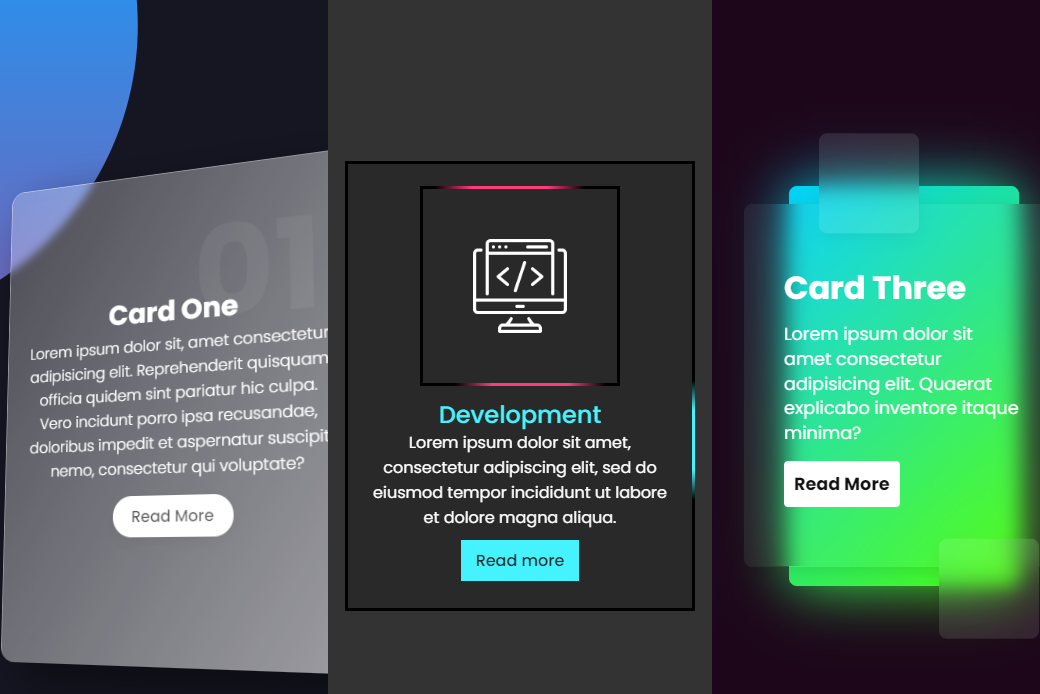 01
Card One
Lorem ipsum dolor sit, amet consectetur
adipisicing elit. Reprehenderit quisquam
officia quidem sint pariatur hic culpa.
Vero incidunt porro ipsa recusandae,
doloribus impedit et aspernatur suscipit
nemo, consectetur qui voluptate?
Read More
</>
Development
Lorem ipsum dolor sit amet,
consectetur adipiscing elit, sed do
eiusmod tempor incididunt ut labore
et dolore magna aliqua.
Read more
Card Three
Lorem ipsum dolor sit
amet consectetur
adipisicing elit. Quaerat
explicabo inventore itaque
minima?
Read More